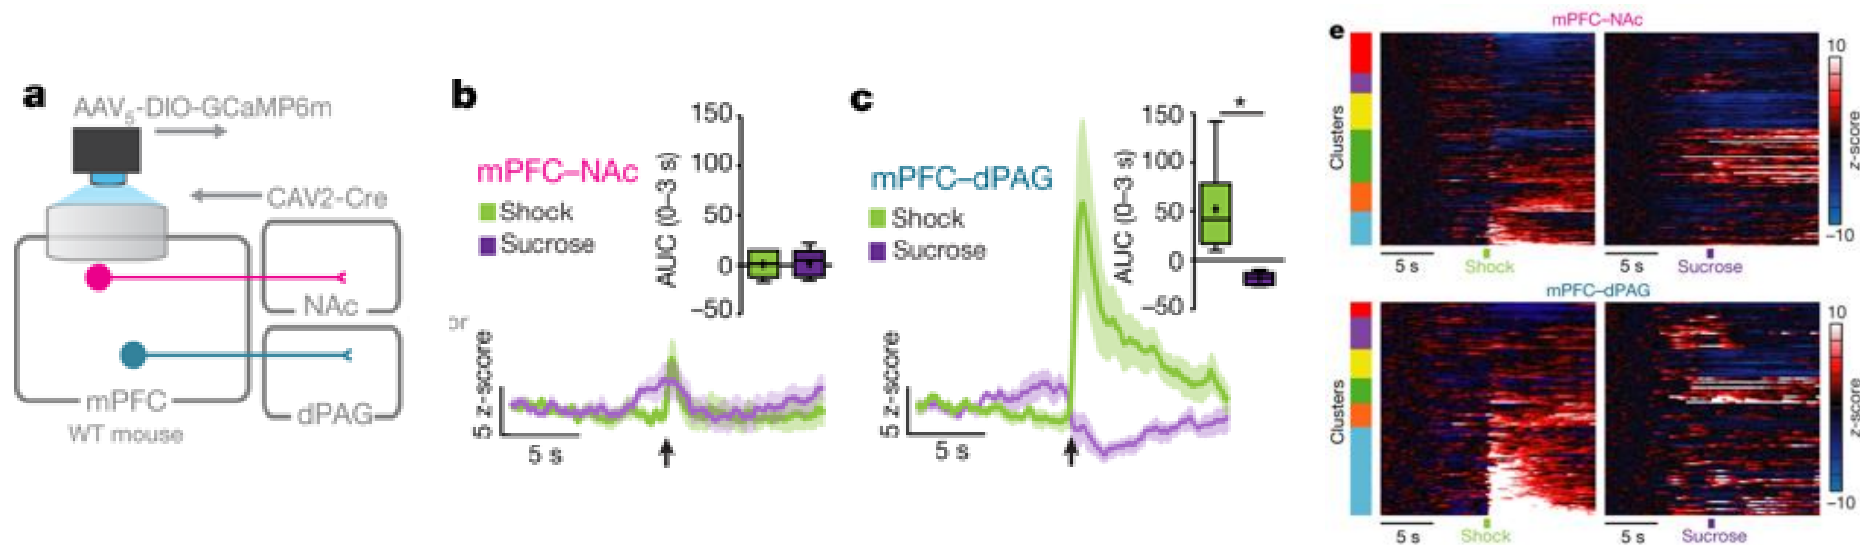 a
AAV5-DIO-GCaMP6m
CAV2-Cre
NAc
mPFC
dPAG
WT mouse
b
mPFC–NAc
Shock
Sucrose
AUC (0–3 s)
150
100
50
0
−50
or
5 z-score
5 s
c
mPFC–dPAG
Shock
Sucrose
AUC (0–3 s)
150
100
50
0
−50
*
5 z-score
5 s
e
mPFC–NAc
Clusters
5 s
Shock
5 s
Sucrose
10
−10
z-score
mPFC–dPAG
Clusters
5 s
Shock
5 s
Sucrose
10
−10
z-score